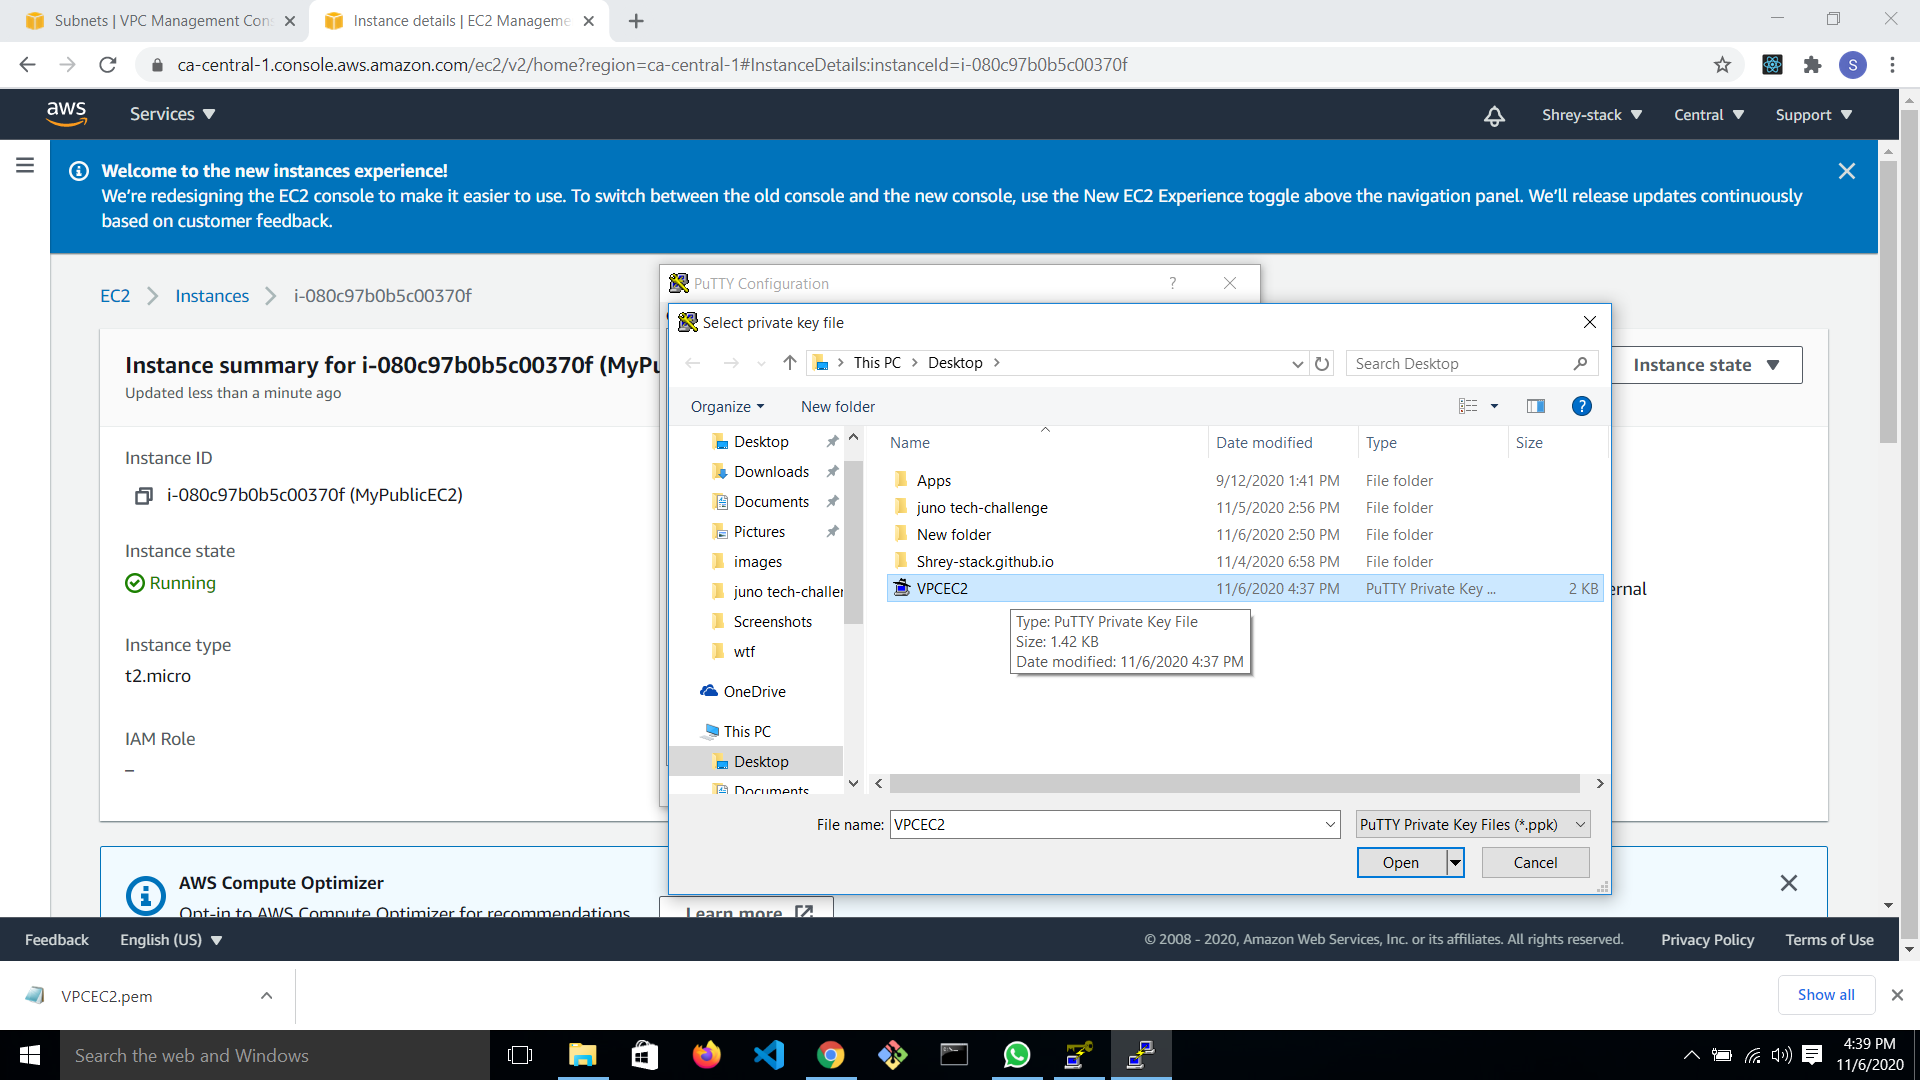 Subnets | VPC Management Con
Instance details | EC2 Manageme
ca-central-1.console.aws.amazon.com/ec2/v2/home?region=ca-central-1#InstanceDetails:instanceId=i-080c97b0b5c00370f
S
aws
Services
Shrey-stack
Central
Support
Welcome to the new instances experience!
We're redesigning the EC2 console to make it easier to use. To switch between the old console and the new console, use the New EC2 Experience toggle above the navigation panel. We'll release updates continuously
based on customer feedback.
EC2
Instances
i-080c97b0b5c00370f
Instance summary for i-080c97b0b5c00370f (MyPu
Updated less than a minute ago
Instance state
Instance ID
i-080c97b0b5c00370f (MyPublicEC2)
Instance state
Running
Instance type
t2.micro
IAM Role
–
ernal
PuTTY Configuration
?
Select private key file
This PC
Desktop
Search Desktop
Organize
New folder
?
Desktop
Downloads
Documents
Pictures
images
juno tech-challer
Screenshots
wtf
OneDrive
This PC
Desktop
Documents
Name Date modified Type Size
Apps 9/12/2020 1:41 PM File folder
juno tech-challenge 11/5/2020 2:56 PM File folder
New folder 11/6/2020 2:50 PM File folder
Shrey-stack.github.io 11/4/2020 6:58 PM File folder
VPCEC2 11/6/2020 4:37 PM PuTTY Private Key ... 2 KB
Type: PuTTY Private Key File
Size: 1.42 KB
Date modified: 11/6/2020 4:37 PM
File name: VPCEC2
PuTTY Private Key Files (*.ppk)
Open
Cancel
AWS Compute Optimizer
Opt-in to AWS Compute Optimizer for recommendations
Learn more
Feedback
English (US)
© 2008 - 2020, Amazon Web Services, Inc. or its affiliates. All rights reserved.
Privacy Policy
Terms of Use
VPCEC2.pem
Show all
Search the web and Windows
4:39 PM
11/6/2020